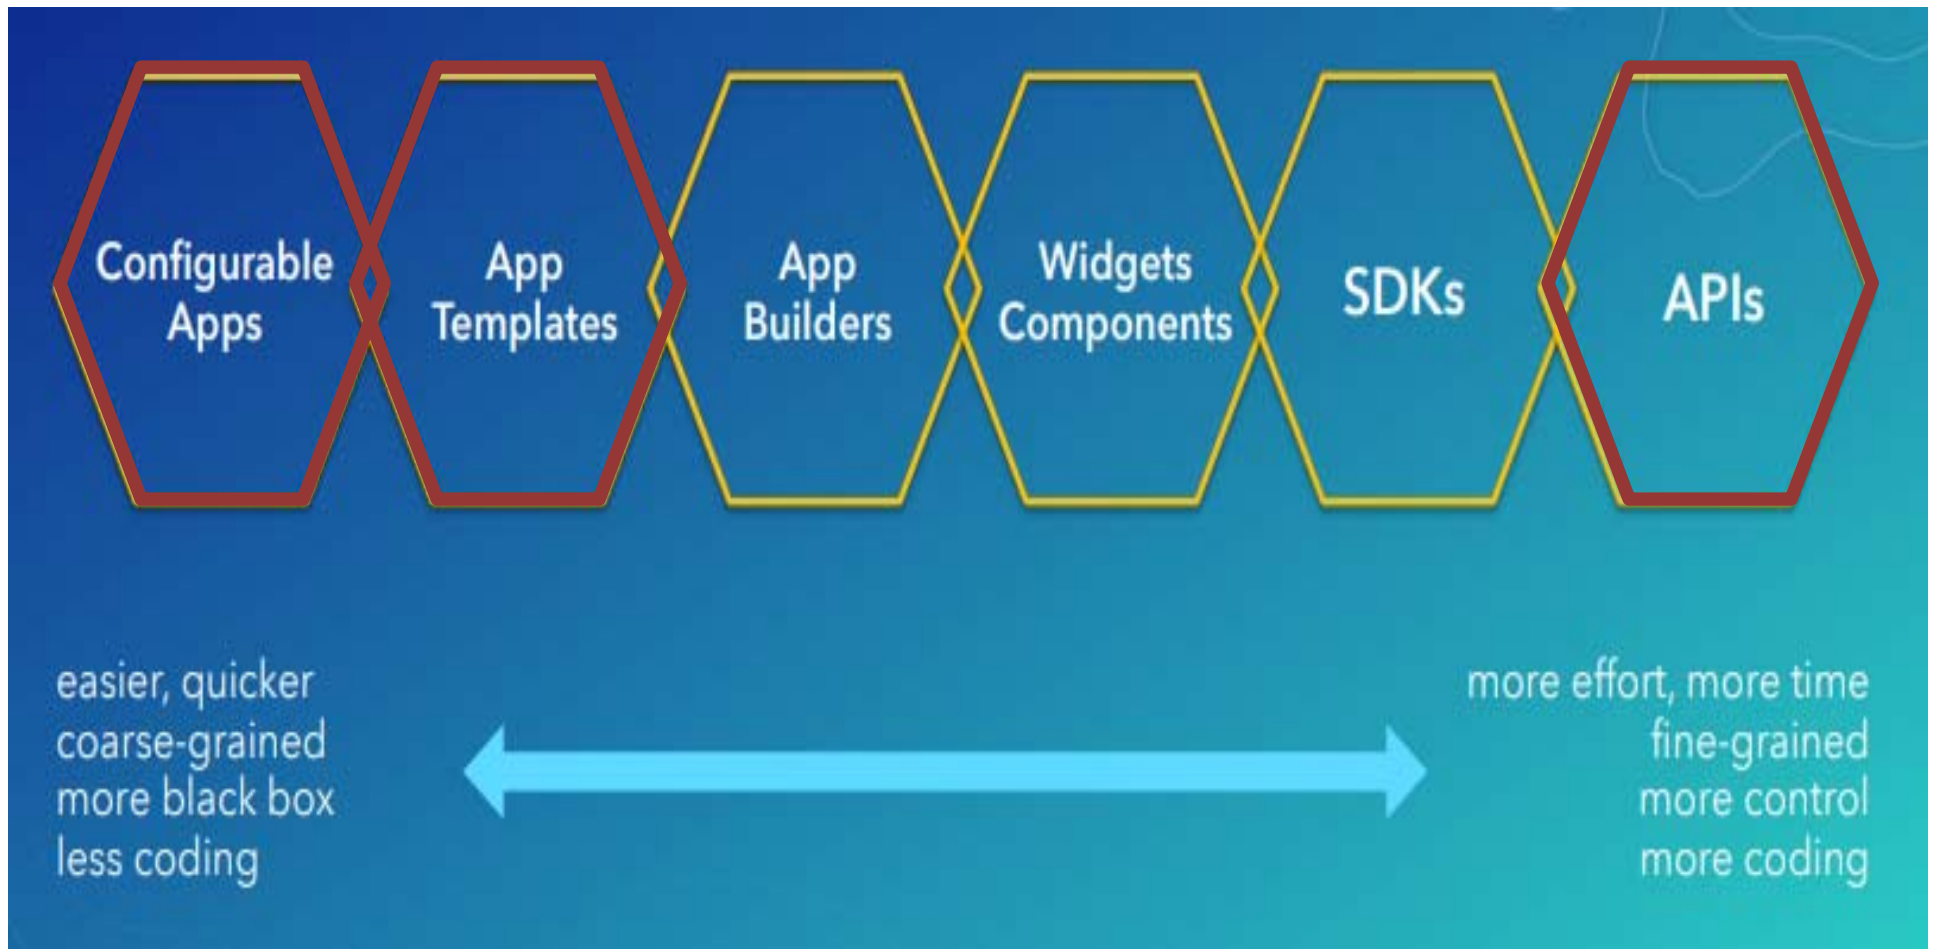 Configurable
Apps
App
Templates
App
Builders
Widgets
Components
SDKs
APIs
easier, quicker
coarse-grained
more black box
less coding
more effort, more time
fine-grained
more control
more coding